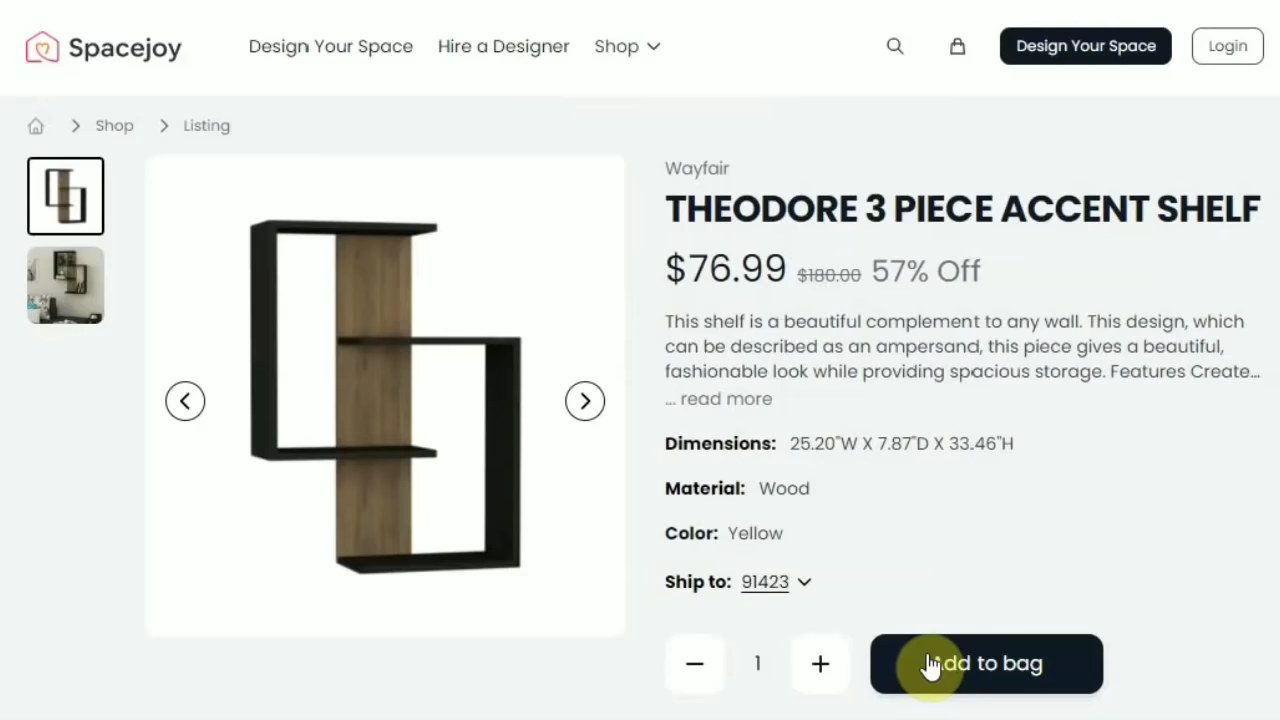 Spacejoy
Design Your Space
Hire a Designer
Shop
Design Your Space
Login
Shop
Listing
Wayfair
THEODORE 3 PIECE ACCENT SHELF
$76.99 $180.00 57% Off
This shelf is a beautiful complement to any wall. This design, which
can be described as an ampersand, this piece gives a beautiful,
fashionable look while providing spacious storage. Features Create...
... read more
Dimensions: 25.20"W X 7.87"D X 33.46"H
Material: Wood
Color: Yellow
Ship to: 91423
1
Add to bag